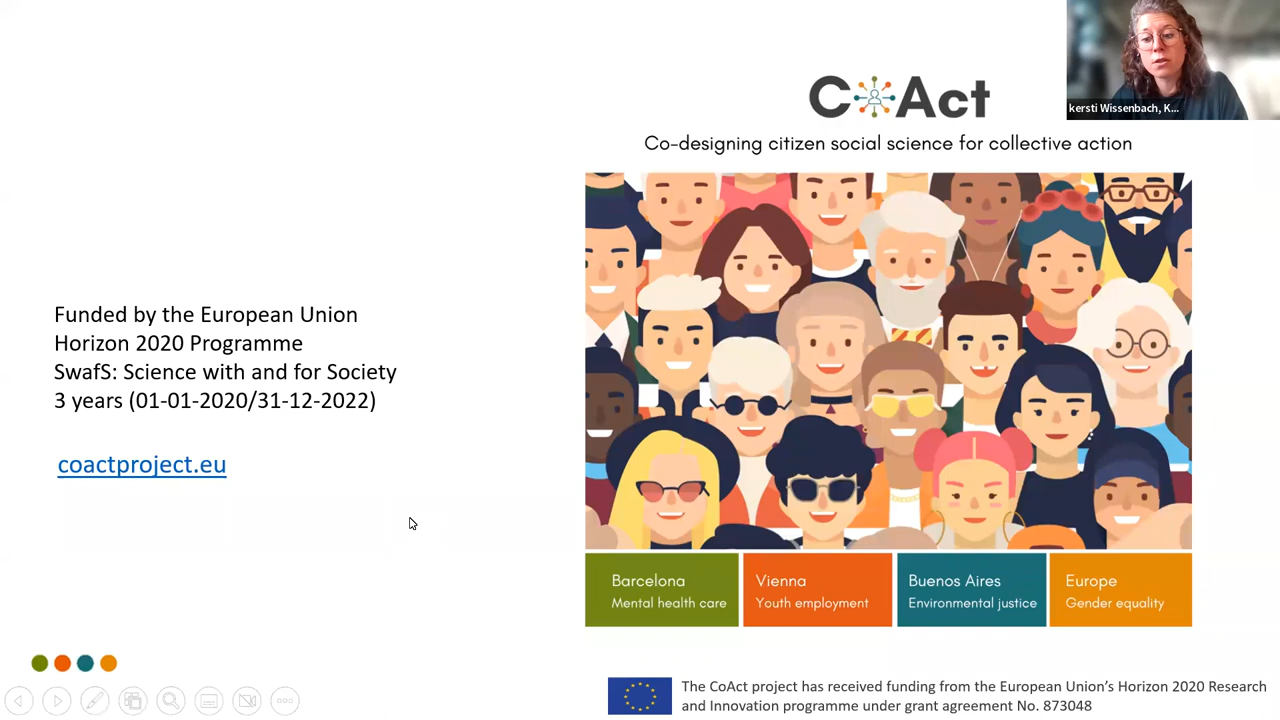 kersti Wissenbach, K...
CoAct
Co-designing citizen social science for collective action
Funded by the European Union
Horizon 2020 Programme
SwafS: Science with and for Society
3 years (01-01-2020/31-12-2022)
coactproject.eu
Barcelona
Mental health care
Vienna
Youth employment
Buenos Aires
Environmental justice
Europe
Gender equality
The CoAct project has received funding from the European Union’s Horizon 2020 Research
and Innovation programme under grant agreement No. 873048